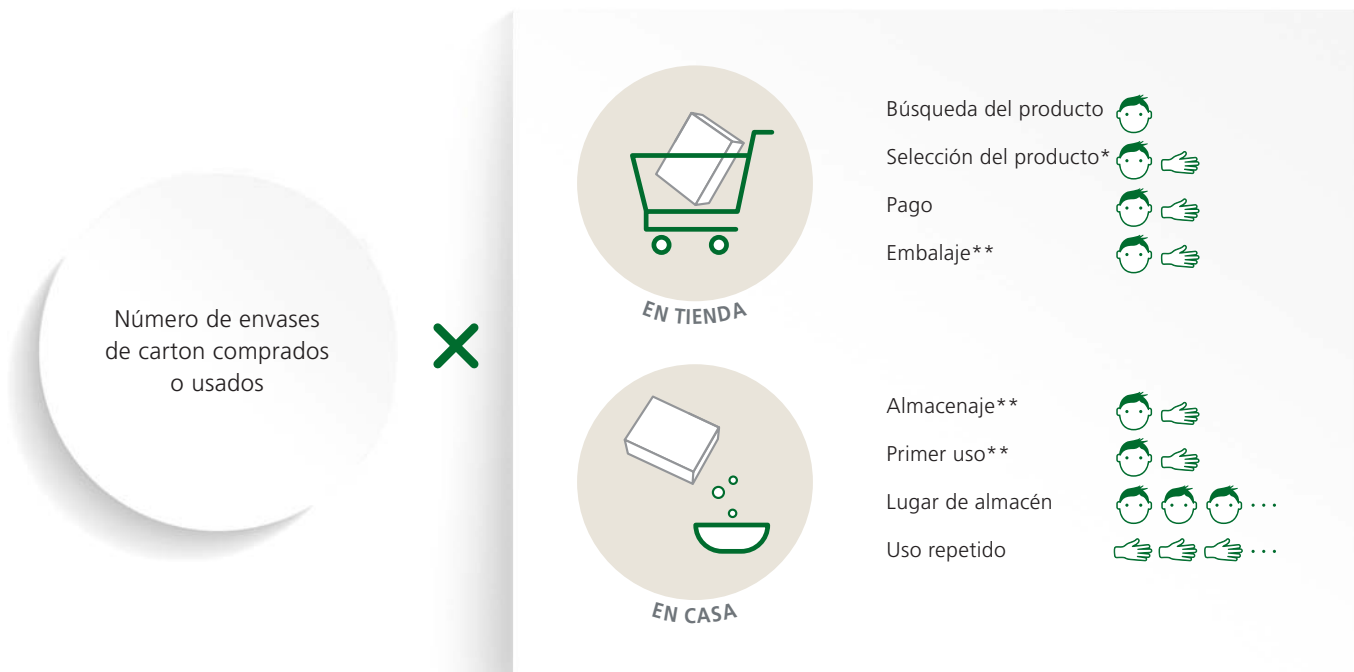 Número de envases
de carton comprados
o usados
EN TIENDA
Búsqueda del producto
Selección del producto*
Pago
Embalaje**
EN CASA
Almacenaje**
Primer uso**
Lugar de almacén
Uso repetido